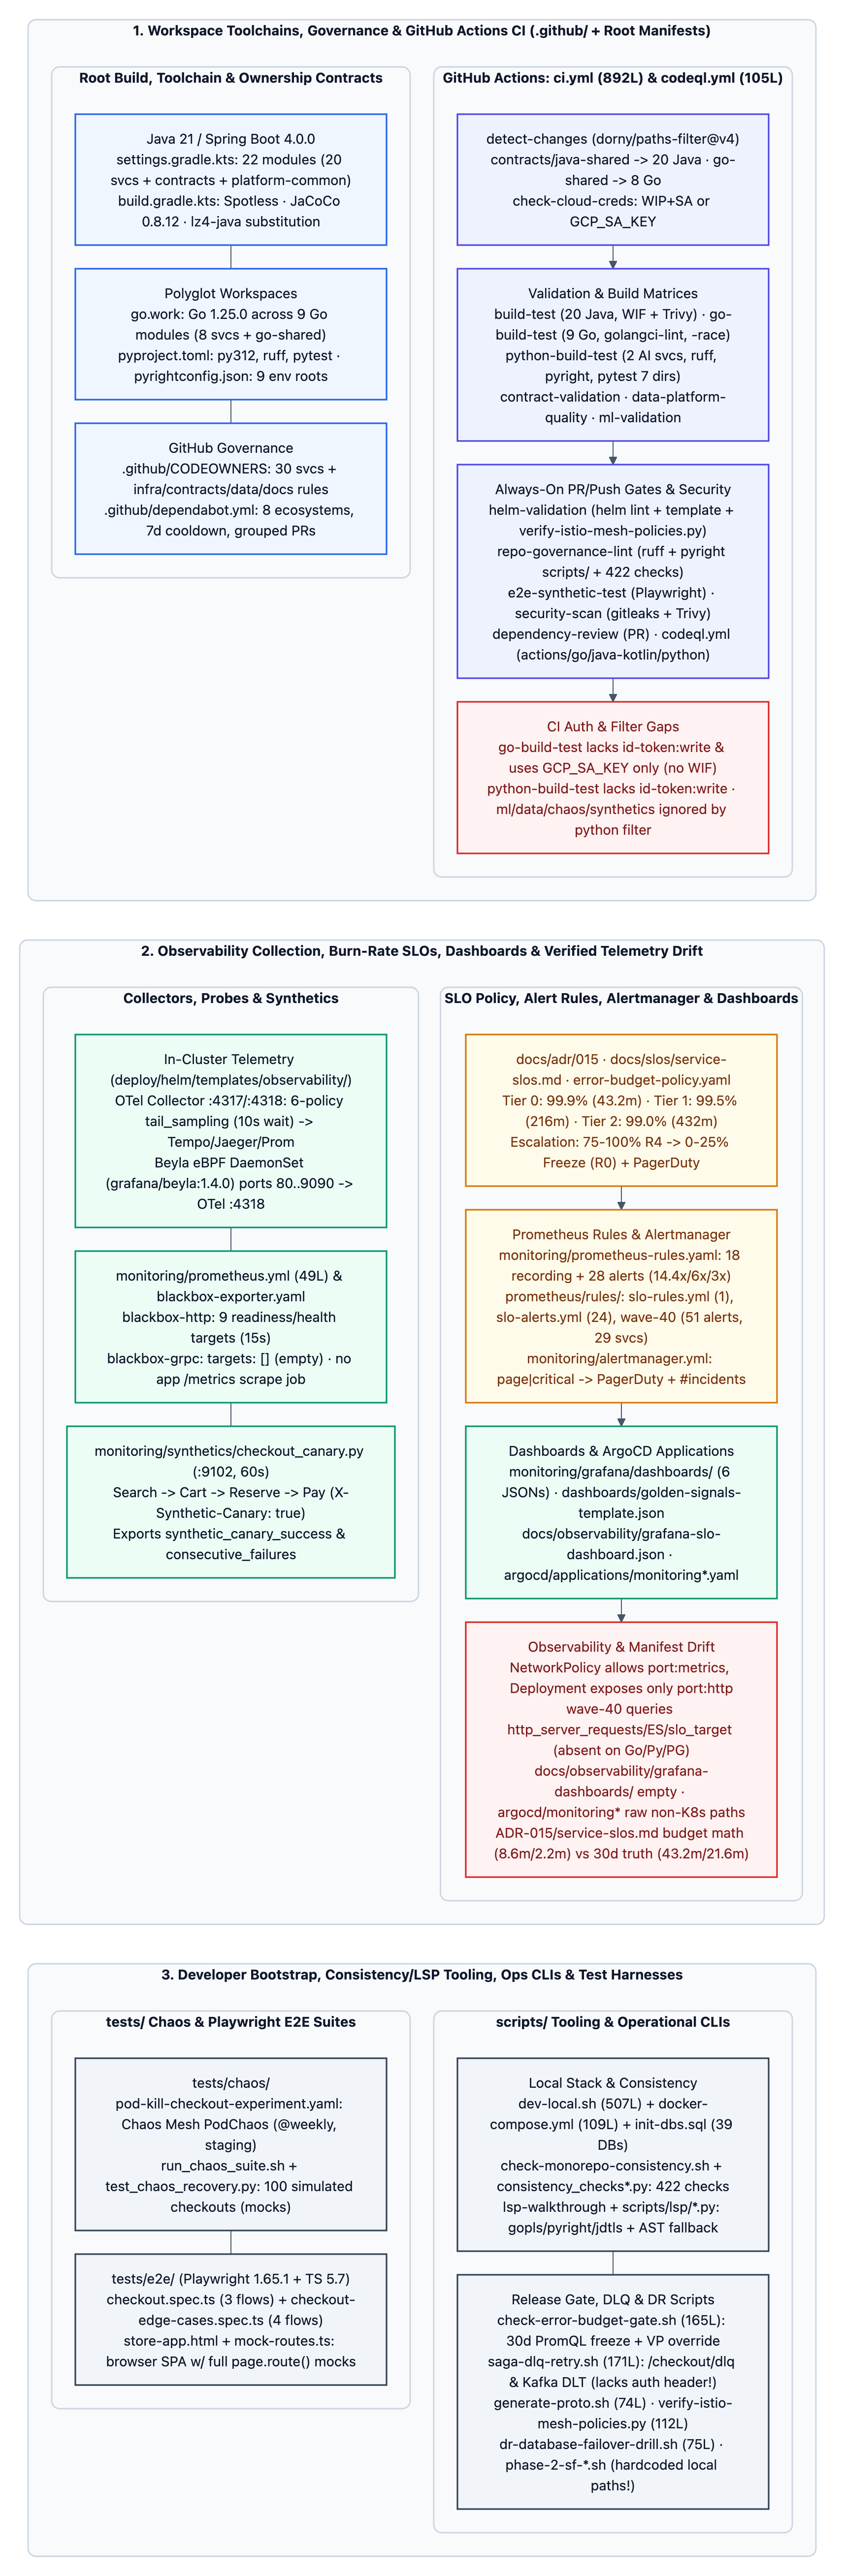 1. Workspace Toolchains, Governance & GitHub Actions CI (.github/ + Root Manifests)
Root Build, Toolchain & Ownership Contracts
Java 21 / Spring Boot 4.0.0
settings.gradle.kts: 22 modules (20
svcs + contracts + platform-common)
build.gradle.kts: Spotless · JaCoCo
0.8.12 · lz4-java substitution
Polyglot Workspaces
go.work: Go 1.25.0 across 9 Go
modules (8 svcs + go-shared)
pyproject.toml: py312, ruff, pytest ·
pyrightconfig.json: 9 env roots
GitHub Governance
.github/CODEOWNERS: 30 svcs +
infra/contracts/data/docs rules
.github/dependabot.yml: 8 ecosystems,
7d cooldown, grouped PRs
GitHub Actions: ci.yml (892L) & codeql.yml (105L)
detect-changes (dorny/paths-filter@v4)
contracts/java-shared -> 20 Java · go-
shared -> 8 Go
check-cloud-creds: WIP+SA or
GCP_SA_KEY
Validation & Build Matrices
build-test (20 Java, WIF + Trivy) · go-
build-test (9 Go, golangci-lint, -race)
python-build-test (2 AI svcs, ruff,
pyright, pytest 7 dirs)
contract-validation · data-platform-
quality · ml-validation
Always-On PR/Push Gates & Security
helm-validation (helm lint + template +
verify-istio-mesh-policies.py)
repo-governance-lint (ruff + pyright
scripts/ + 422 checks)
e2e-synthetic-test (Playwright) ·
security-scan (gitleaks + Trivy)
dependency-review (PR) · codeql.yml
(actions/go/java-kotlin/python)
CI Auth & Filter Gaps
go-build-test lacks id-token:write &
uses GCP_SA_KEY only (no WIF)
python-build-test lacks id-token:write ·
ml/data/chaos/synthetics ignored by
python filter
2. Observability Collection, Burn-Rate SLOs, Dashboards & Verified Telemetry Drift
Collectors, Probes & Synthetics
In-Cluster Telemetry
(deploy/helm/templates/observability/)
OTel Collector :4317/:4318: 6-policy
tail_sampling (10s wait) ->
Tempo/Jaeger/Prom
Beyla eBPF DaemonSet
(grafana/beyla:1.4.0) ports 80..9090 ->
OTel :4318
monitoring/prometheus.yml (49L) &
blackbox-exporter.yaml
blackbox-http: 9 readiness/health
targets (15s)
blackbox-grpc: targets: [] (empty) · no
app /metrics scrape job
monitoring/synthetics/checkout_canary.py
(:9102, 60s)
Search -> Cart -> Reserve -> Pay (X-
Synthetic-Canary: true)
Exports synthetic_canary_success &
consecutive_failures
SLO Policy, Alert Rules, Alertmanager & Dashboards
docs/adr/015 · docs/slos/service-
slos.md · error-budget-policy.yaml
Tier 0: 99.9% (43.2m) · Tier 1: 99.5%
(216m) · Tier 2: 99.0% (432m)
Escalation: 75-100% R4 -> 0-25%
Freeze (R0) + PagerDuty
Prometheus Rules & Alertmanager
monitoring/prometheus-rules.yaml: 18
recording + 28 alerts (14.4x/6x/3x)
prometheus/rules/: slo-rules.yml (1),
slo-alerts.yml (24), wave-40 (51 alerts,
29 svcs)
monitoring/alertmanager.yml:
page|critical -> PagerDuty + #incidents
Dashboards & ArgoCD Applications
monitoring/grafana/dashboards/ (6
JSONs) · dashboards/golden-signals-
template.json
docs/observability/grafana-slo-
dashboard.json ·
argocd/applications/monitoring*.yaml
Observability & Manifest Drift
NetworkPolicy allows port:metrics,
Deployment exposes only port:http
wave-40 queries
http_server_requests/ES/slo_target
(absent on Go/Py/PG)
docs/observability/grafana-
dashboards/ empty ·
argocd/monitoring* raw non-K8s paths
ADR-015/service-slos.md budget math
(8.6m/2.2m) vs 30d truth (43.2m/21.6m)
3. Developer Bootstrap, Consistency/LSP Tooling, Ops CLIs & Test Harnesses
tests/ Chaos & Playwright E2E Suites
tests/chaos/
pod-kill-checkout-experiment.yaml:
Chaos Mesh PodChaos (@weekly,
staging)
run_chaos_suite.sh +
test_chaos_recovery.py: 100 simulated
checkouts (mocks)
tests/e2e/ (Playwright 1.65.1 + TS 5.7)
checkout.spec.ts (3 flows) + checkout-
edge-cases.spec.ts (4 flows)
store-app.html + mock-routes.ts:
browser SPA w/ full page.route() mocks
scripts/ Tooling & Operational CLIs
Local Stack & Consistency
dev-local.sh (507L) + docker-
compose.yml (109L) + init-dbs.sql (39
DBs)
check-monorepo-consistency.sh +
consistency_checks*.py: 422 checks
lsp-walkthrough + scripts/lsp/*.py:
gopls/pyright/jdtls + AST fallback
Release Gate, DLQ & DR Scripts
check-error-budget-gate.sh (165L):
30d PromQL freeze + VP override
saga-dlq-retry.sh (171L): /checkout/dlq
& Kafka DLT (lacks auth header!)
generate-proto.sh (74L) · verify-istio-
mesh-policies.py (112L)
dr-database-failover-drill.sh (75L) ·
phase-2-sf-*.sh (hardcoded local
paths!)